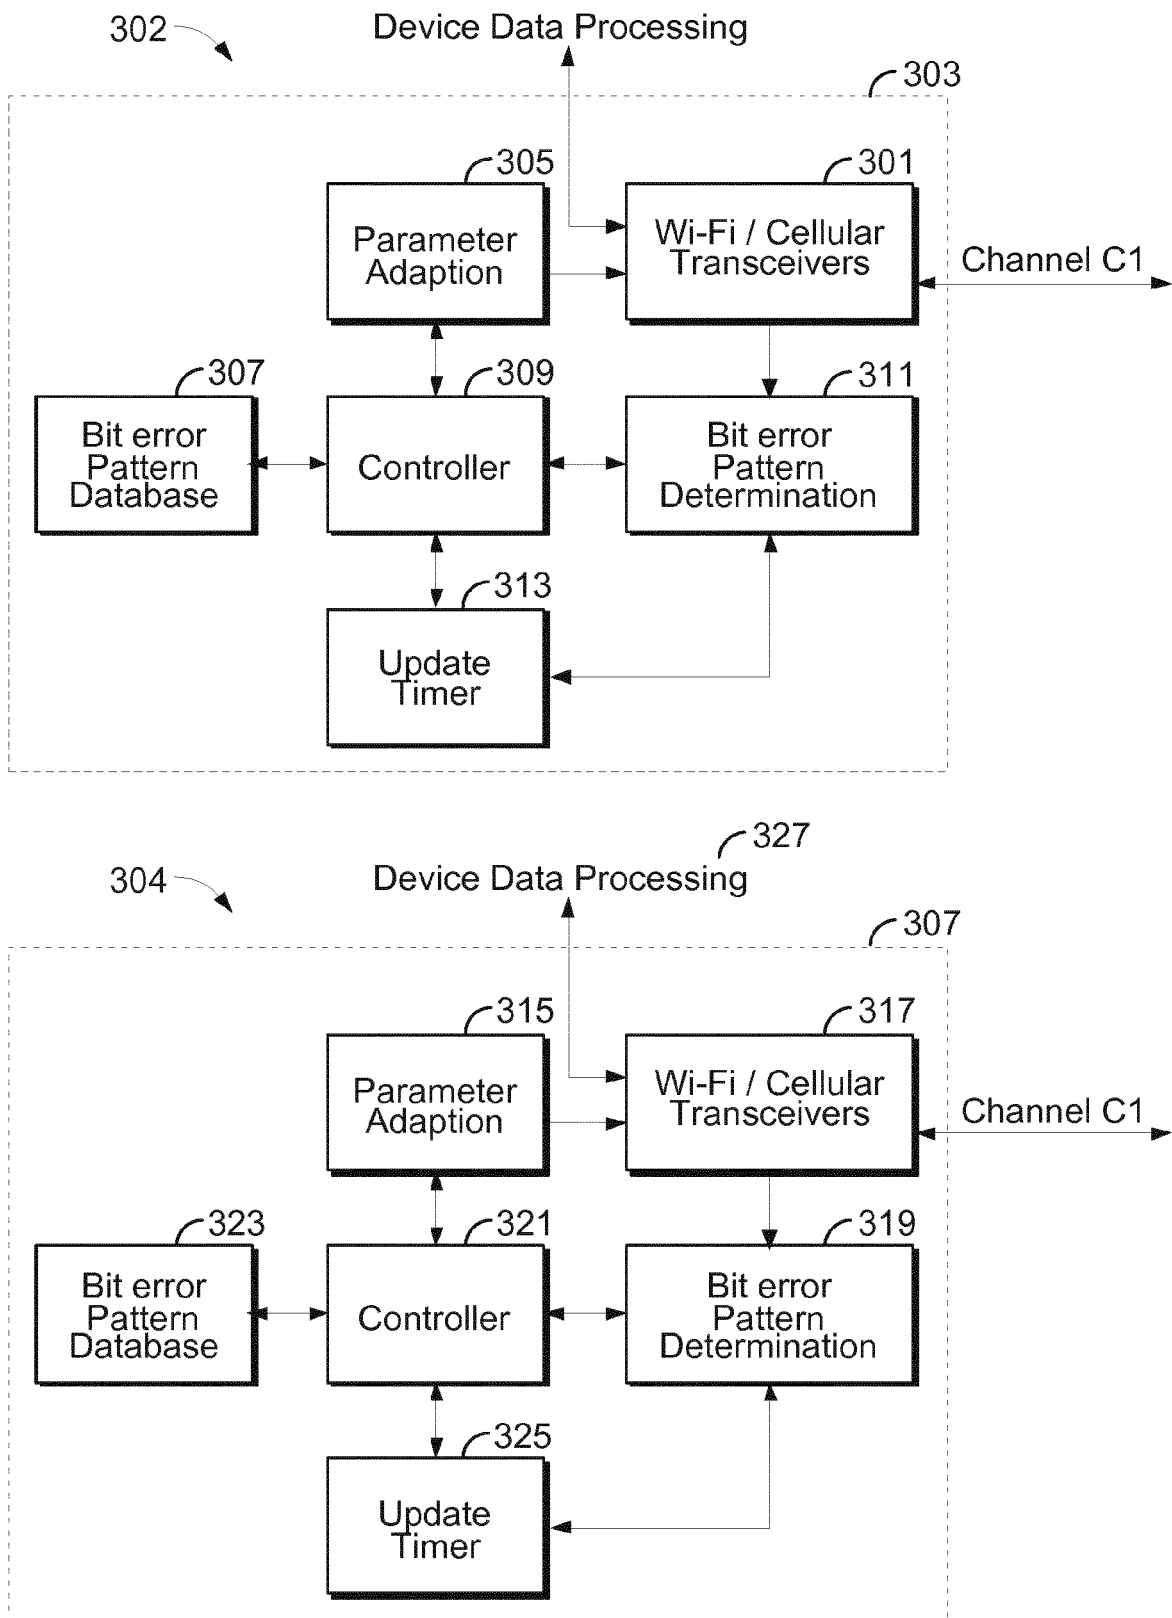 302
Device Data Processing
303
305
301
Parameter
Adaption
Wi-Fi / Cellular
Transceivers
Channel C1
307
309
311
Bit error
Pattern
Database
Controller
Bit error
Pattern
Determination
313
Update
Timer
327
304
Device Data Processing
307
315
317
Parameter
Adaption
Wi-Fi / Cellular
Transceivers
Channel C1
323
321
319
Bit error
Pattern
Database
Controller
Bit error
Pattern
Determination
325
Update
Timer